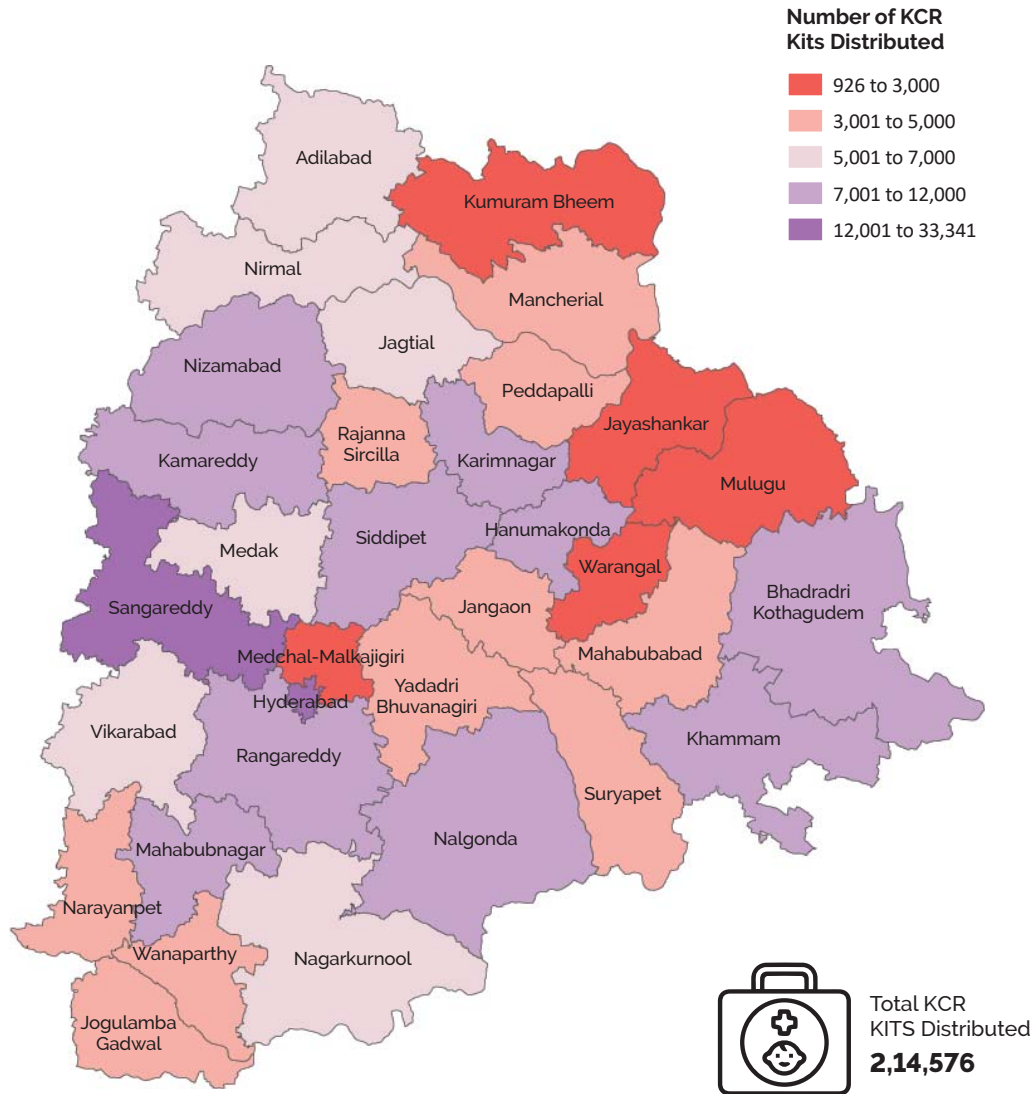 Number of KCR
Kits Distributed
926 to 3,000
3,001 to 5,000
5,001 to 7,000
7,001 to 12,000
12,001 to 33,341
Adilabad
Kumuram Bheem
Nirmal
Mancherial
Jagtial
Nizamabad
Peddapalli
Jayashankar
Rajanna
Sircilla
Kamareddy
Karimnagar
Mulugu
Hanumakonda
Siddipet
Medak
Warangal
Bhadradri
Kothagudem
Sangareddy
Jangaon
Medchal-Malkajigiri
Mahabubabad
Yadadri
Bhuvanagiri
Hyderabad
Vikarabad
Khammam
Rangareddy
Suryapet
Nalgonda
Mahabubnagar
Narayanpet
Wanaparthy
Nagarkurnool
Jogulamba
Gadwal
Total KCR
KITS Distributed
2,14,576